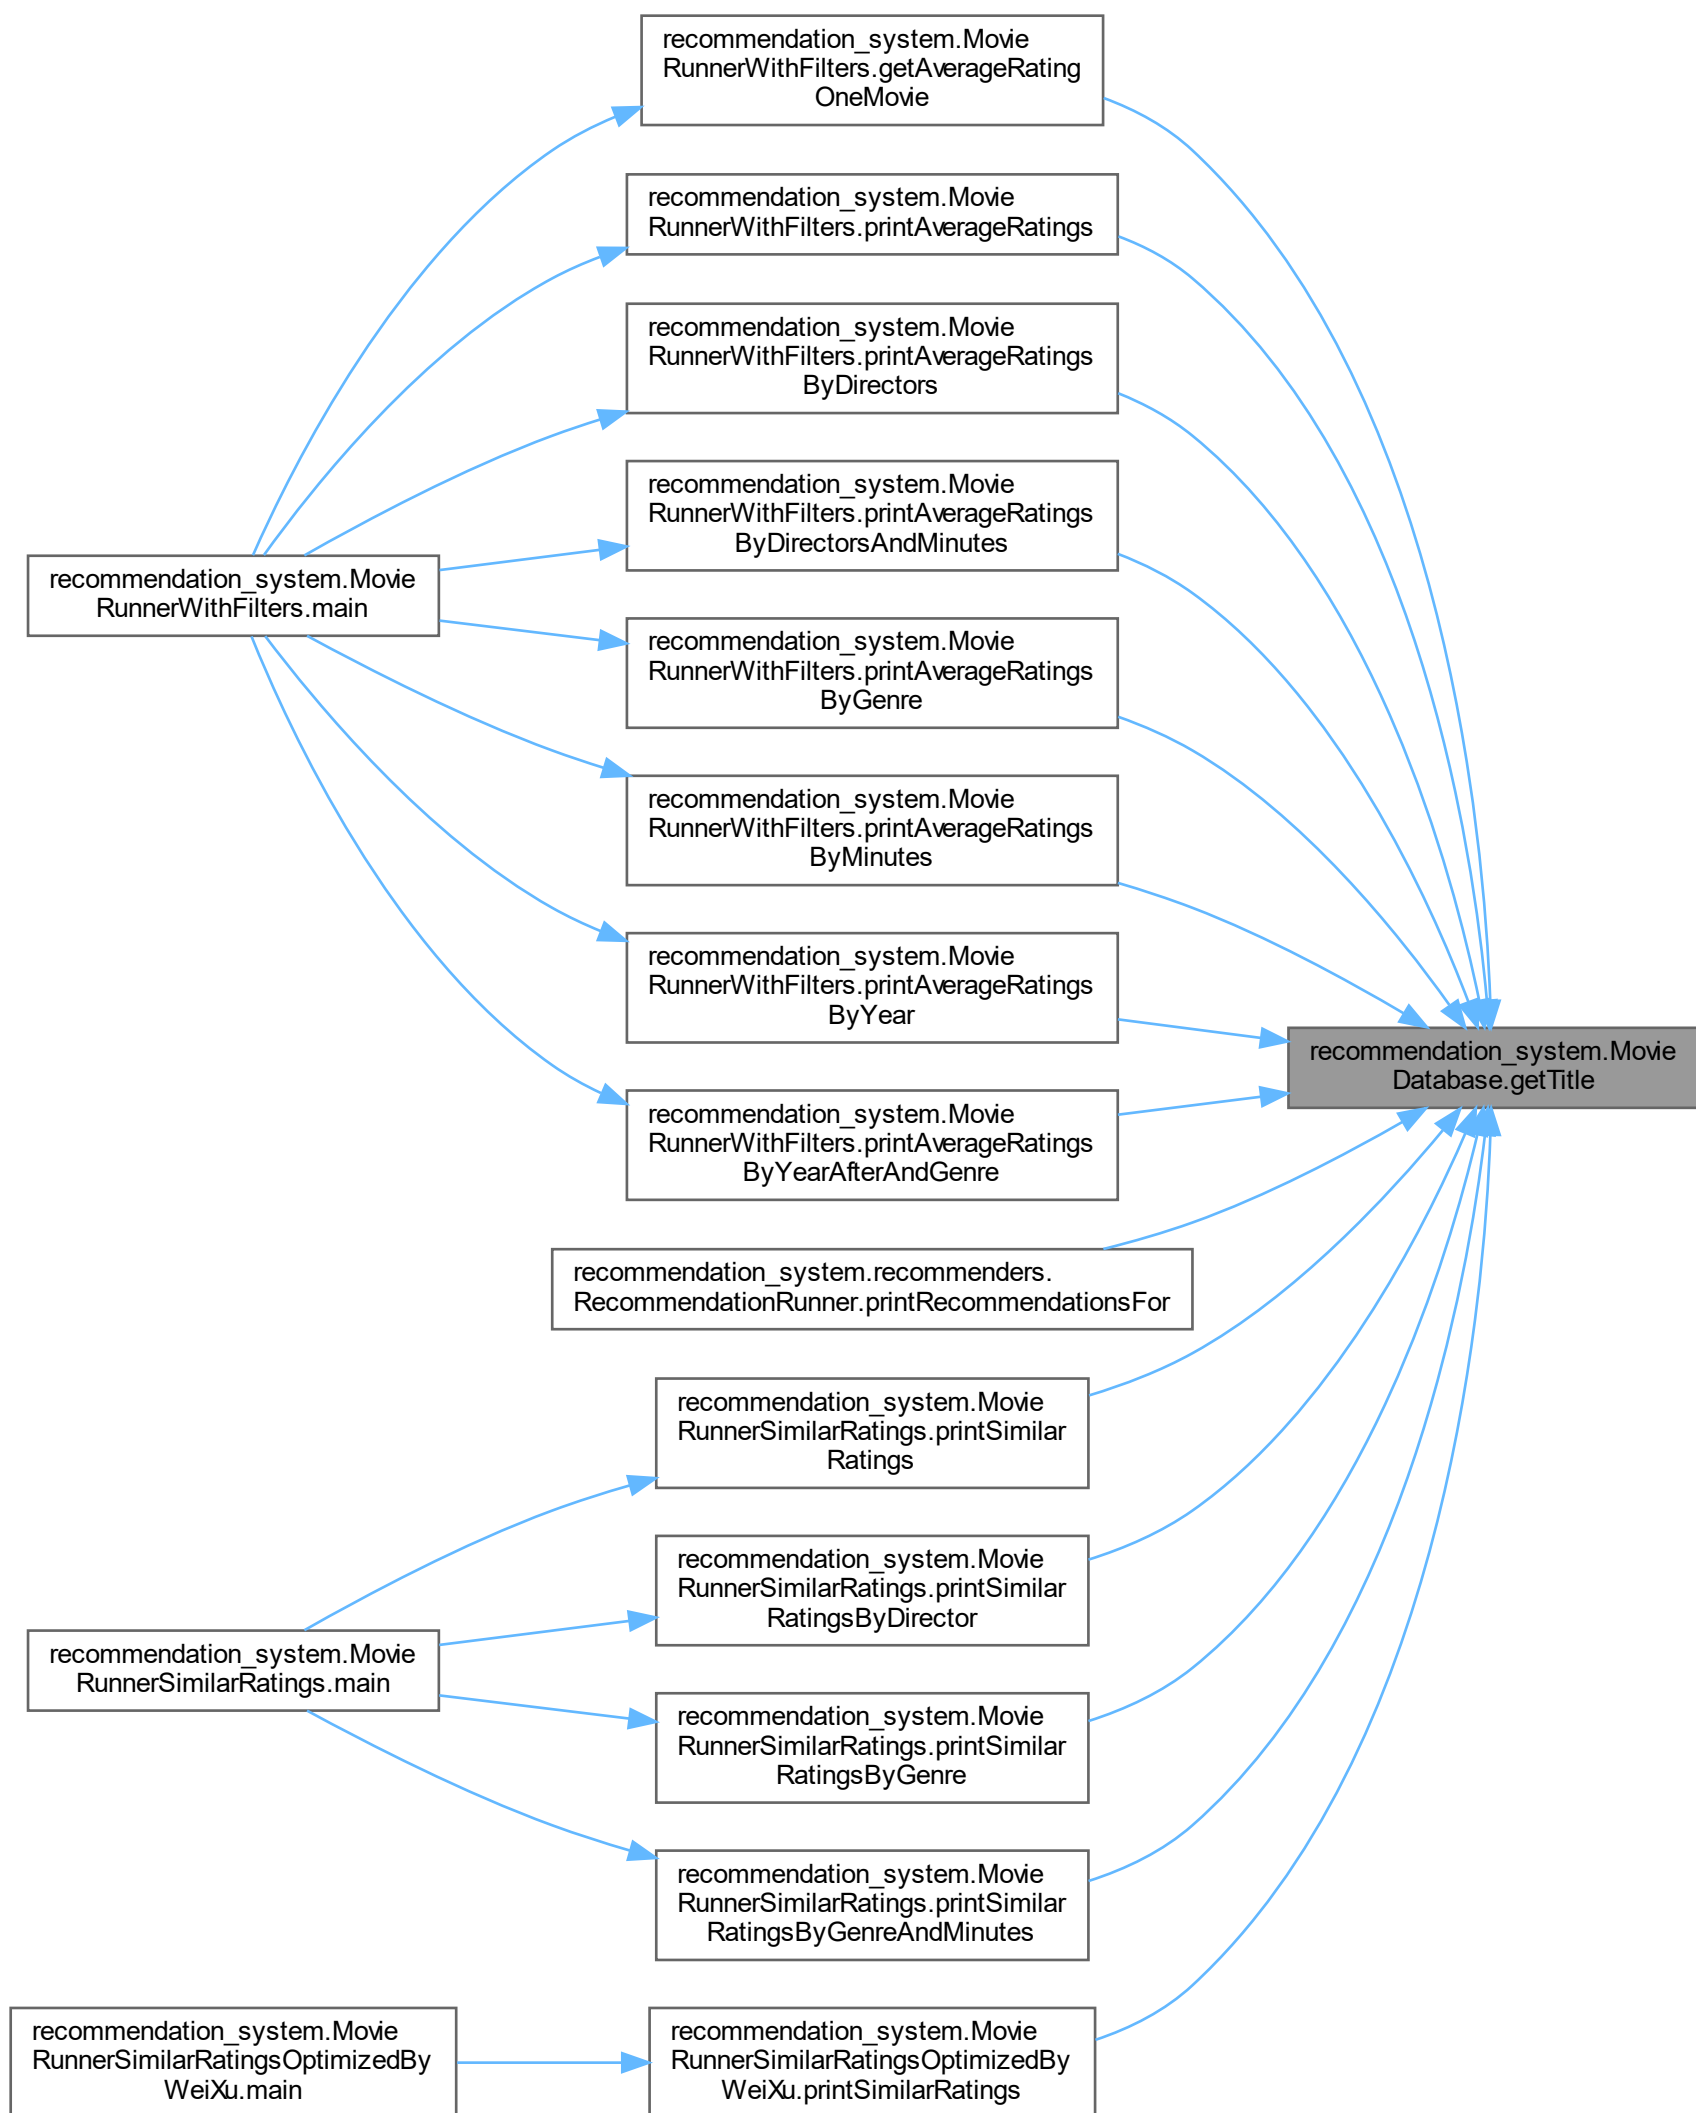 recommendation_system.Movie
RunnerWithFilters.getAverageRating
OneMovie
recommendation_system.Movie
RunnerWithFilters.printAverageRatings
recommendation_system.Movie
RunnerWithFilters.printAverageRatings
ByDirectors
recommendation_system.Movie
RunnerWithFilters.printAverageRatings
ByDirectorsAndMinutes
recommendation_system.Movie
RunnerWithFilters.main
recommendation_system.Movie
RunnerWithFilters.printAverageRatings
ByGenre
recommendation_system.Movie
RunnerWithFilters.printAverageRatings
ByMinutes
recommendation_system.Movie
RunnerWithFilters.printAverageRatings
ByYear
recommendation_system.Movie
Database.getTitle
recommendation_system.Movie
RunnerWithFilters.printAverageRatings
ByYearAfterAndGenre
recommendation_system.recommenders.
RecommendationRunner.printRecommendationsFor
recommendation_system.Movie
RunnerSimilarRatings.printSimilar
Ratings
recommendation_system.Movie
RunnerSimilarRatings.printSimilar
RatingsByDirector
recommendation_system.Movie
RunnerSimilarRatings.main
recommendation_system.Movie
RunnerSimilarRatings.printSimilar
RatingsByGenre
recommendation_system.Movie
RunnerSimilarRatings.printSimilar
RatingsByGenreAndMinutes
recommendation_system.Movie
RunnerSimilarRatingsOptimizedBy
WeiXu.main
recommendation_system.Movie
RunnerSimilarRatingsOptimizedBy
WeiXu.printSimilarRatings